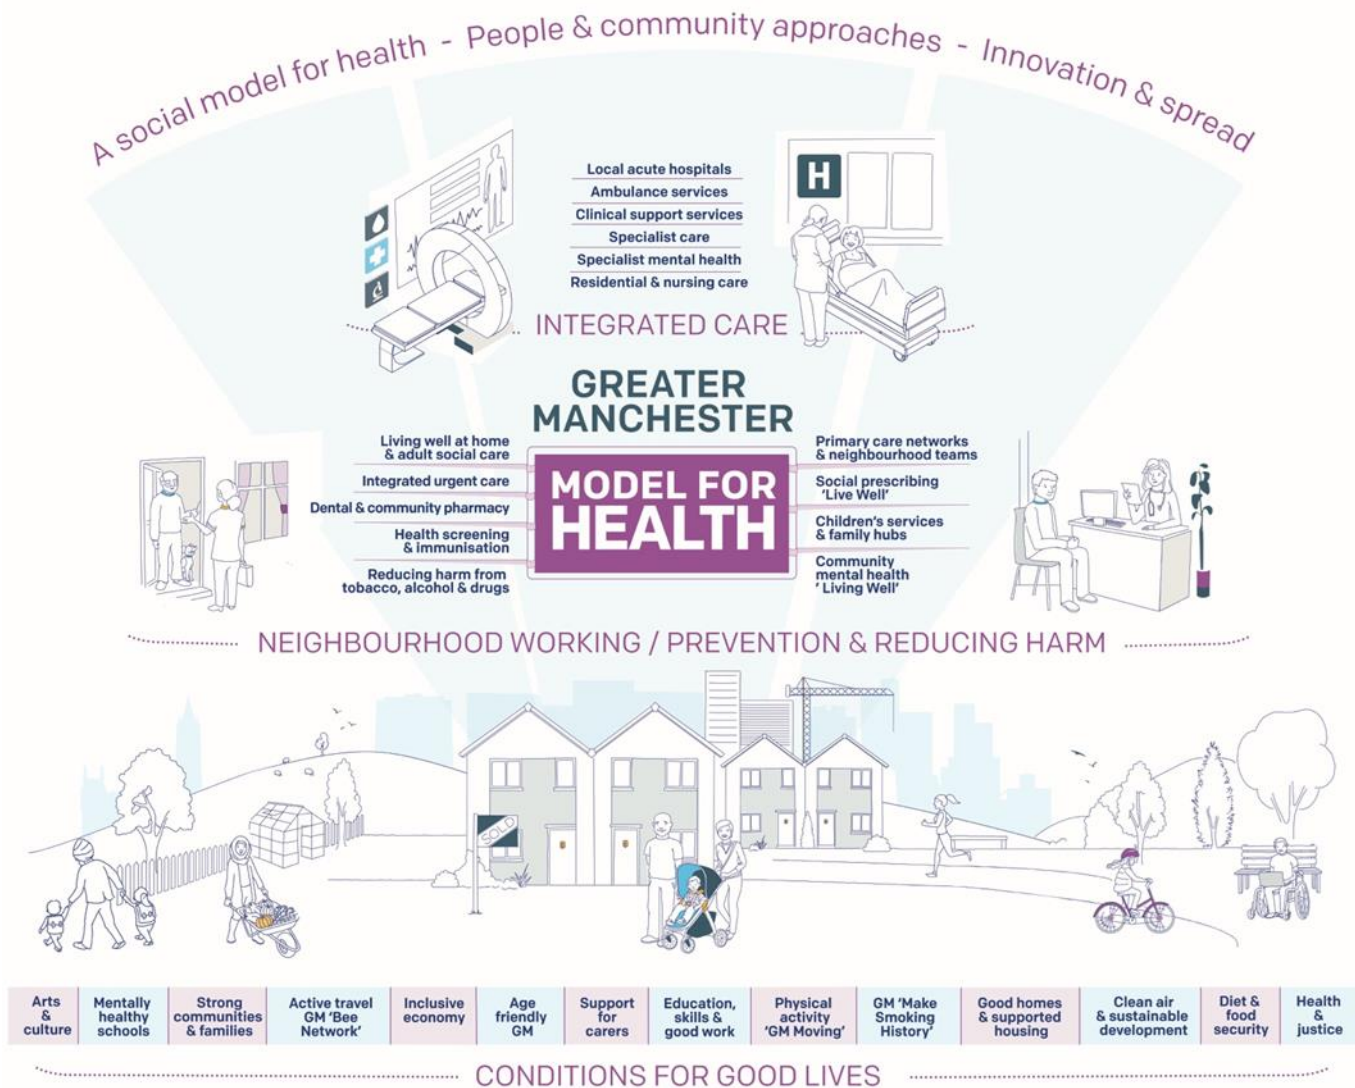 A social model for health - People & community approaches - Innovation & spread
H
Local acute hospitals
Ambulance services
Clinical support services
Specialist care
Specialist mental health
Residential & nursing care
INTEGRATED CARE
GREATER
MANCHESTER
MODEL FOR
HEALTH
Living well at home
& adult social care
Integrated urgent care
Dental & community pharmacy
Health screening
& immunisation
Reducing harm from
tobacco, alcohol & drugs
Primary care networks
& neighbourhood teams
Social prescribing
'Live Well'
Children's services
& family hubs
Community
mental health
' Living Well'
NEIGHBOURHOOD WORKING / PREVENTION & REDUCING HARM
SOLD
Arts
&
culture
Mentally
healthy
schools
Strong
communities
& families
Active travel
GM 'Bee
Network'
Inclusive
economy
Age
friendly
GM
Support
for
carers
Education,
skills &
good work
Physical
activity
'GM Moving'
GM 'Make
Smoking
History'
Good homes
& supported
housing
Clean air
& sustainable
development
Diet &
food
security
Health
&
justice
CONDITIONS FOR GOOD LIVES